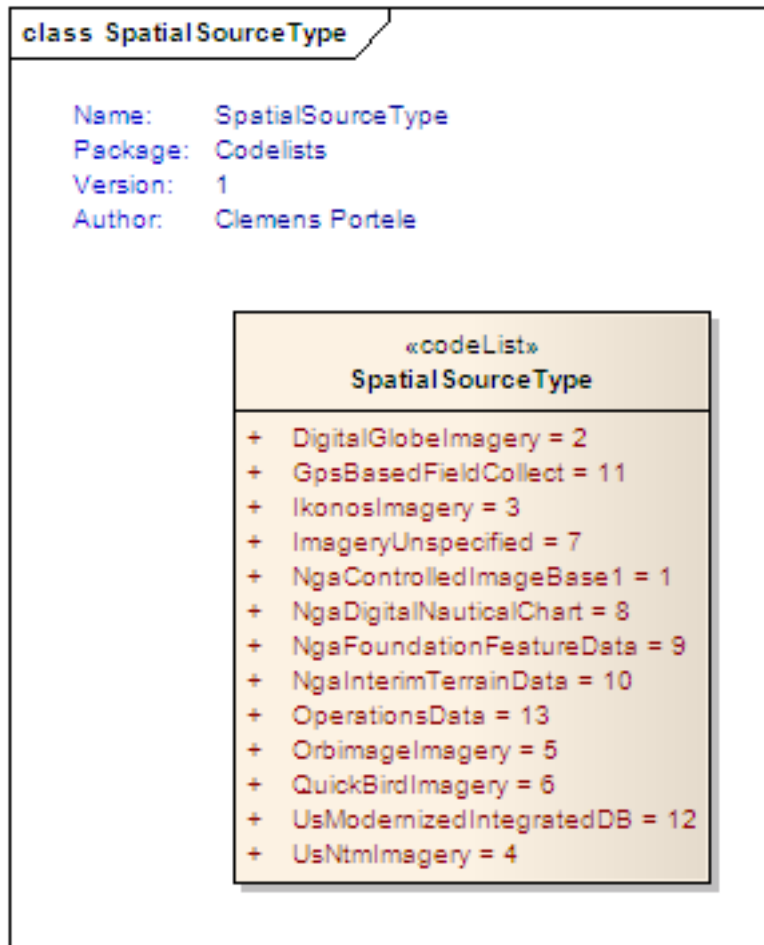 class SpatialSourceType
Name: SpatialSourceType
Package: Codelists
Version: 1
Author: Clemens Portele
«codeList»
SpatialSourceType
+ DigitalGlobeImagery = 2
+ GpsBasedFieldCollect = 11
+ IkonosImagery = 3
+ ImageryUnspecified = 7
+ NgaControlledImageBase1 = 1
+ NgaDigitalNauticalChart = 8
+ NgaFoundationFeatureData = 9
+ NgaInterimTerrainData = 10
+ OperationsData = 13
+ OrbimageImagery = 5
+ QuickBirdImagery = 6
+ UsModernizedIntegratedDB = 12
+ UsNtmImagery = 4